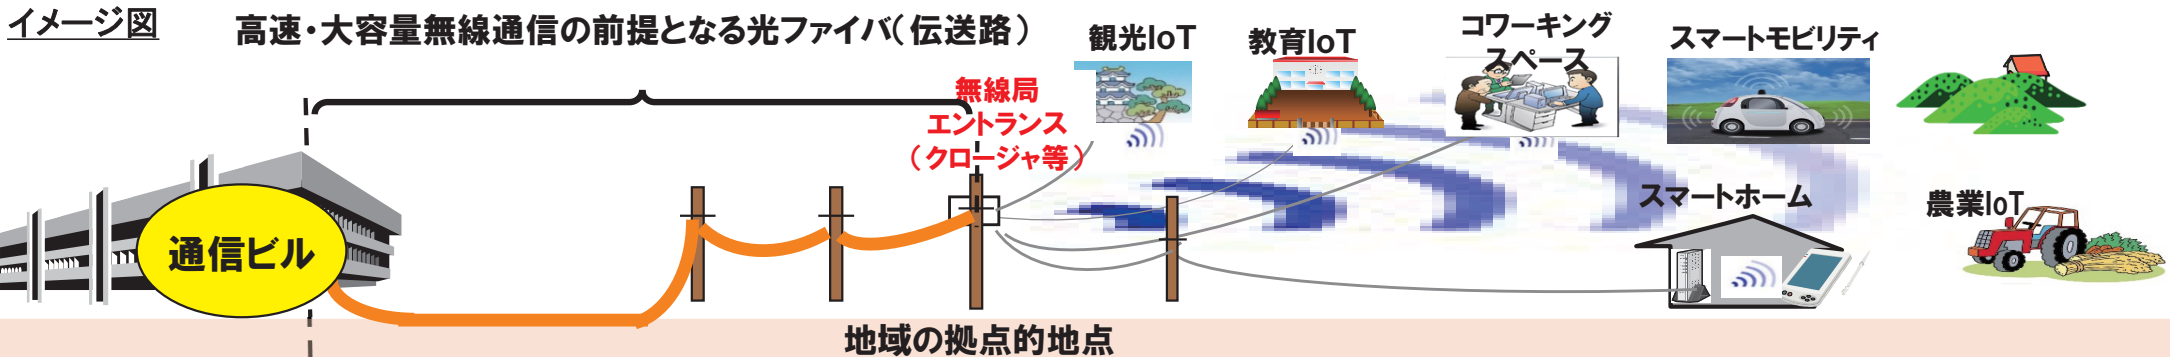 イメージ図
高速・大容量無線通信の前提となる光ファイバ（伝送路）
観光IoT
教育IoT
コワーキング
スペース
スマートモビリティ
無線局
エントランス
（クロージャ等）
通信ビル
スマートホーム
農業IoT
地域の拠点的地点